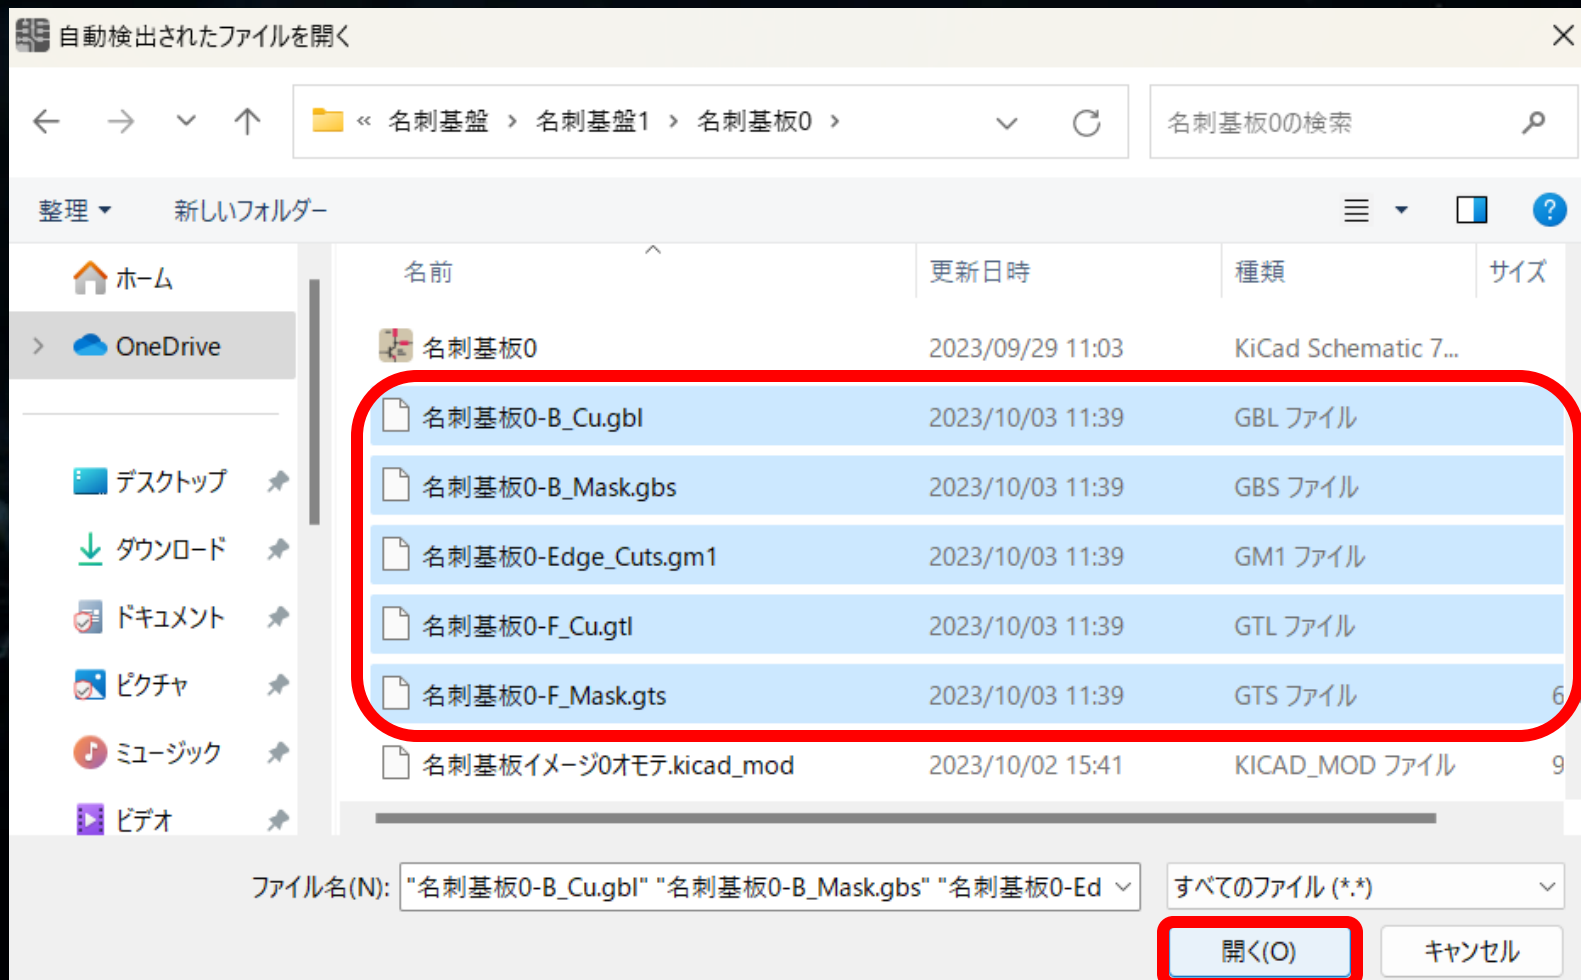 自動検出されたファイルを開く
« 名刺基盤 › 名刺基盤1 › 名刺基板0 ›
名刺基板0の検索
整理 新しいフォルダー
名前 更新日時 種類 サイズ
ホーム
OneDrive
デスクトップ
ダウンロード
ドキュメント
ピクチャ
ミュージック
ビデオ
名刺基板0 2023/09/29 11:03 KiCad Schematic 7...
名刺基板0-B_Cu.gbl 2023/10/03 11:39 GBL ファイル
名刺基板0-B_Mask.gbs 2023/10/03 11:39 GBS ファイル
名刺基板0-Edge_Cuts.gm1 2023/10/03 11:39 GM1 ファイル
名刺基板0-F_Cu.gtl 2023/10/03 11:39 GTL ファイル
名刺基板0-F_Mask.gts 2023/10/03 11:39 GTS ファイル 6
名刺基板イメージ0オモテ.kicad_mod 2023/10/02 15:41 KICAD_MOD ファイル 9
ファイル名(N): "名刺基板0-B_Cu.gbl" "名刺基板0-B_Mask.gbs" "名刺基板0-Ed
すべてのファイル (*.*)
開く(O) キャンセル